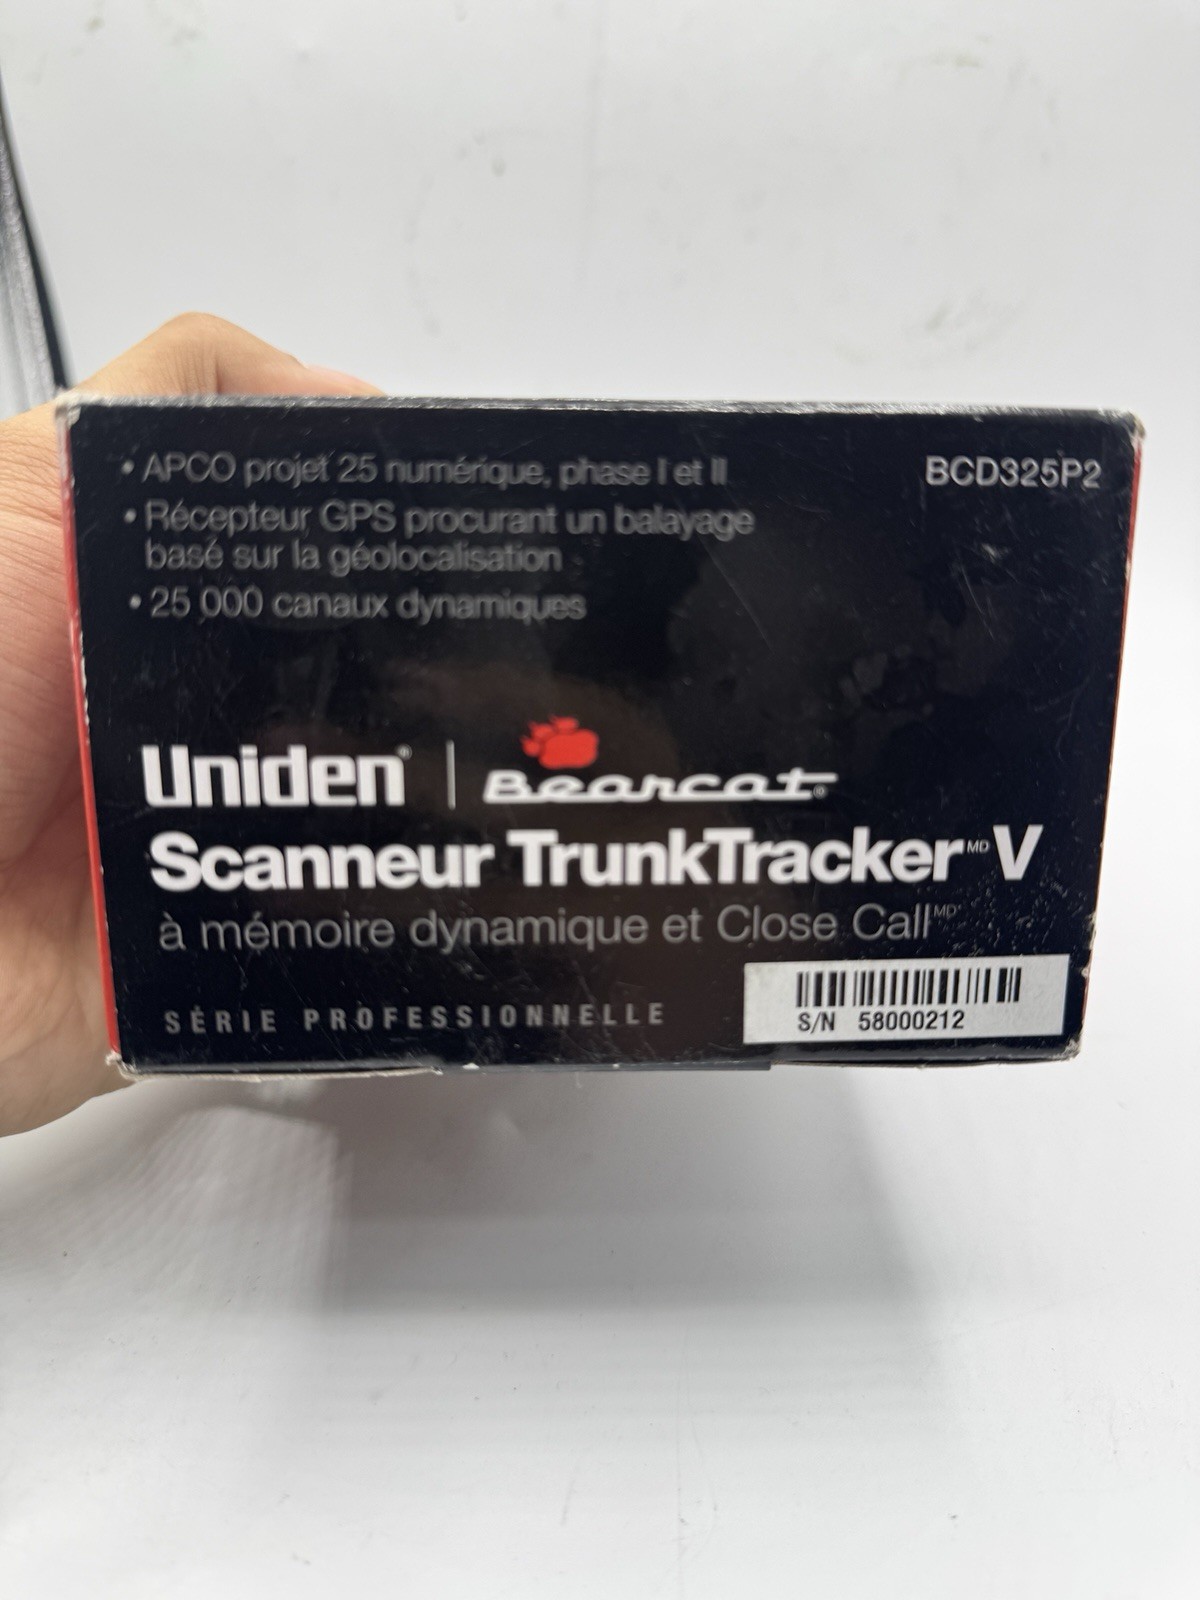 • APCO projet 25 numérique, phase I et II
BCD325P2
• Récepteur GPS procurant un balayage
basé sur la géolocalisation
• 25 000 canaux dynamiques
Uniden® | Bearcat®
Scanneur TrunkTracker MD V
à mémoire dynamique et Close Call MD
SÉRIE PROFESSIONNELLE
S/N 58000212